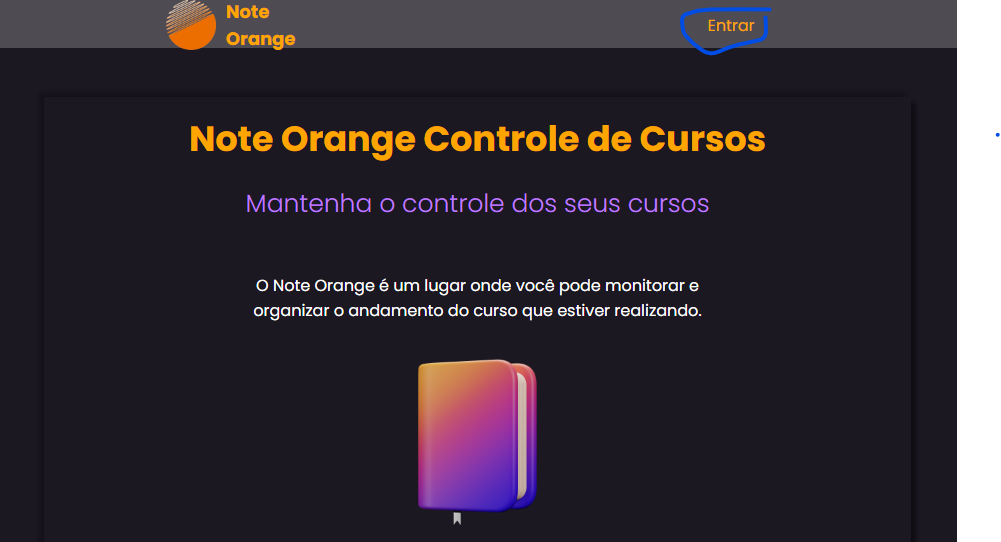 Note
Orange
Entrar
Note Orange Controle de Cursos
Mantenha o controle dos seus cursos
O Note Orange é um lugar onde você pode monitorar e
organizar o andamento do curso que estiver realizando.